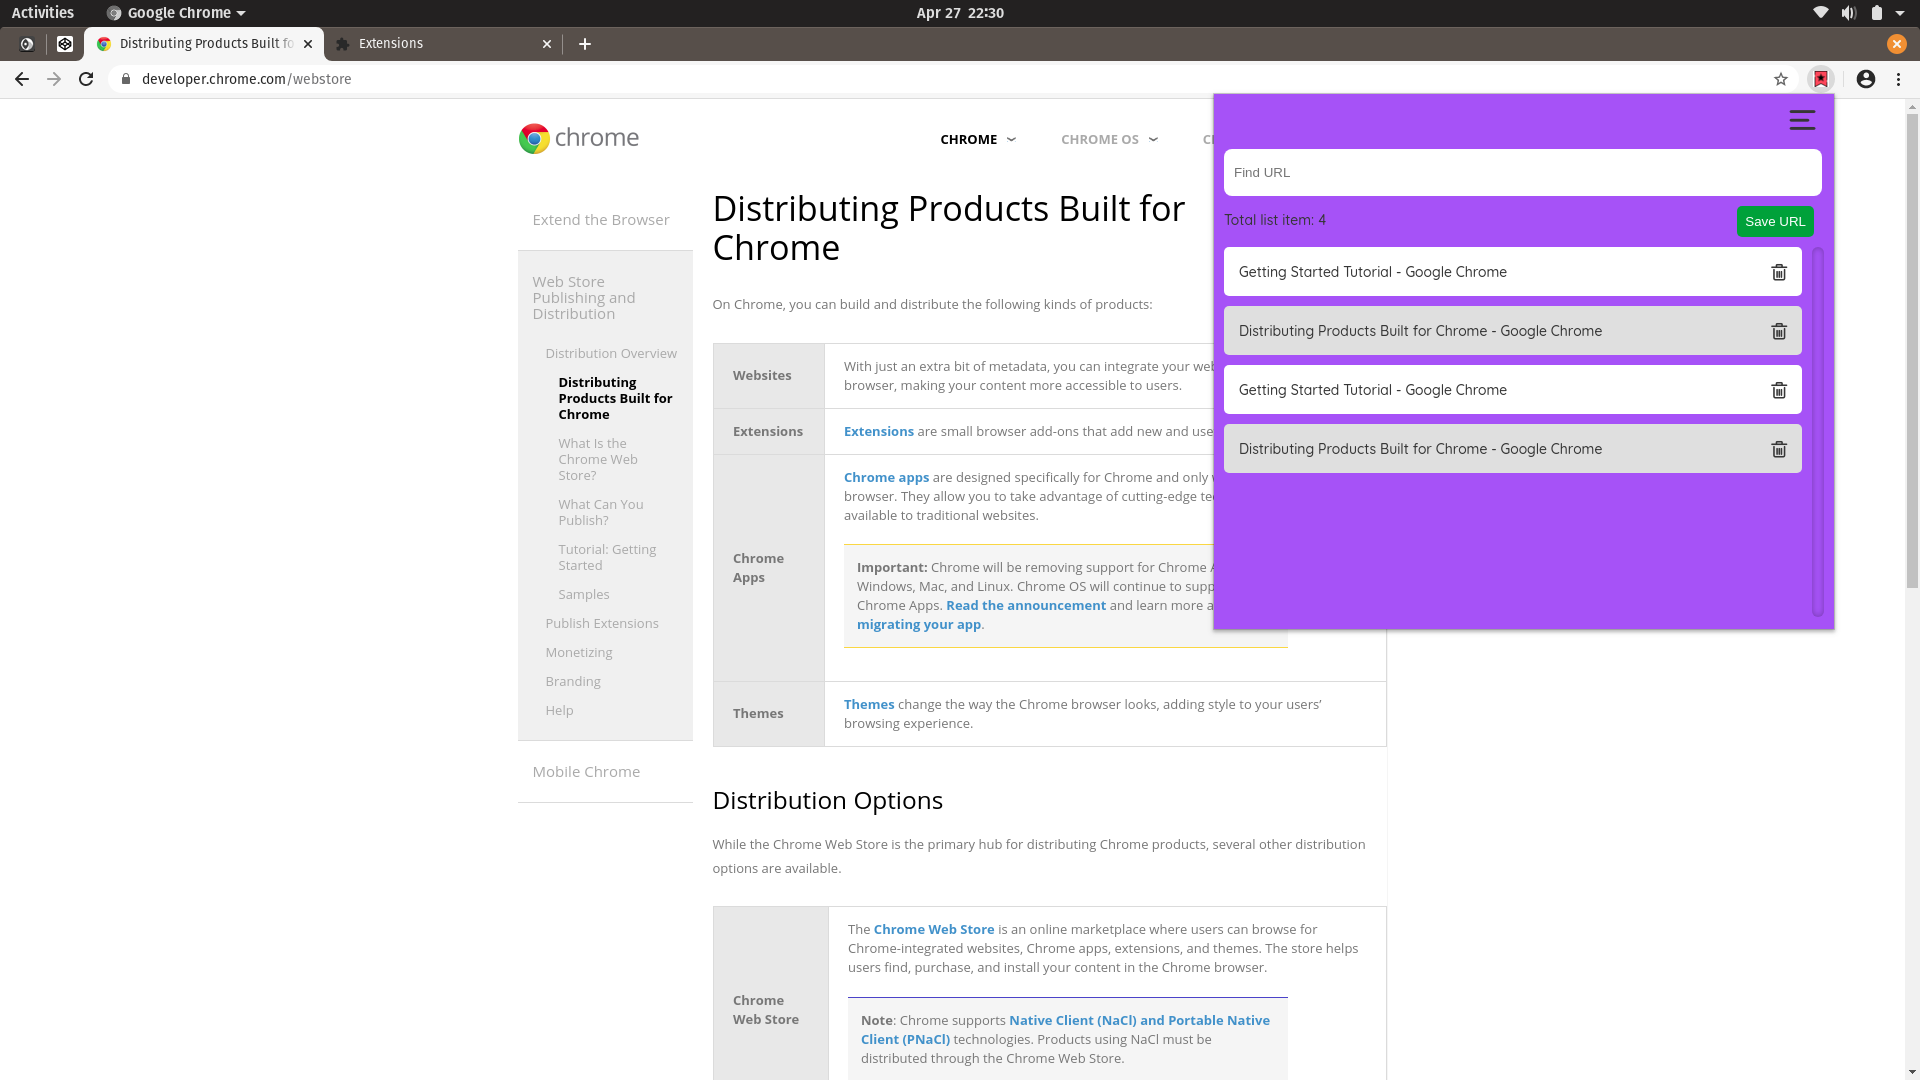 Activities
Google Chrome
Apr 27 22:30
Distributing Products Built fo
Extensions
developer.chrome.com/webstore
chrome
CHROME
CHROME OS
Extend the Browser
Web Store
Publishing and
Distribution
Distribution Overview
Distributing
Products Built for
Chrome
What Is the
Chrome Web
Store?
What Can You
Publish?
Tutorial: Getting
Started
Samples
Publish Extensions
Monetizing
Branding
Help
Mobile Chrome
Distributing Products Built for
Chrome
On Chrome, you can build and distribute the following kinds of products:
Websites
With just an extra bit of metadata, you can integrate your
browser, making your content more accessible to users.
Extensions
Extensions are small browser add-ons that add new and
Chrome
Apps
Chrome apps are designed specifically for Chrome and only
browser. They allow you to take advantage of cutting-edge
available to traditional websites.
Important: Chrome will be removing support for Chrome
Windows, Mac, and Linux. Chrome OS will continue to
Chrome Apps. Read the announcement and learn more
migrating your app.
Themes
Themes change the way the Chrome browser looks, adding style to your users’
browsing experience.
Distribution Options
While the Chrome Web Store is the primary hub for distributing Chrome products, several other distribution
options are available.
Chrome
Web Store
The Chrome Web Store is an online marketplace where users can browse for
Chrome-integrated websites, Chrome apps, extensions, and themes. The store helps
users find, purchase, and install your content in the Chrome browser.
Note: Chrome supports Native Client (NaCl) and Portable Native
Client (PNaCl) technologies. Products using NaCl must be
distributed through the Chrome Web Store.
Find URL
Total list item: 4
Save URL
Getting Started Tutorial - Google Chrome
Distributing Products Built for Chrome - Google Chrome
Getting Started Tutorial - Google Chrome
Distributing Products Built for Chrome - Google Chrome